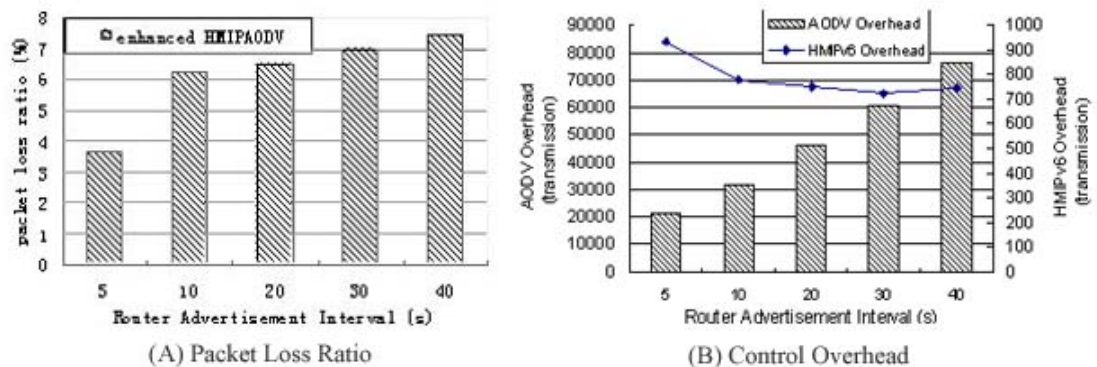 8
7
6
5
4
3
2
1
0
packet loss ratio (%)
enhanced HMIPAODV
5 10 20 30 40
Router Advertisement Interval (s)
(A) Packet Loss Ratio
90000
80000
70000
60000
50000
40000
30000
20000
10000
0
AODV Overhead
(transmission)
AODV Overhead
HMIPv6 Overhead
1000
900
800
700
600
500
400
300
200
100
0
HMIPv6 Overhead
(transmission)
5 10 20 30 40
Router Advertisement Interval (s)
(B) Control Overhead